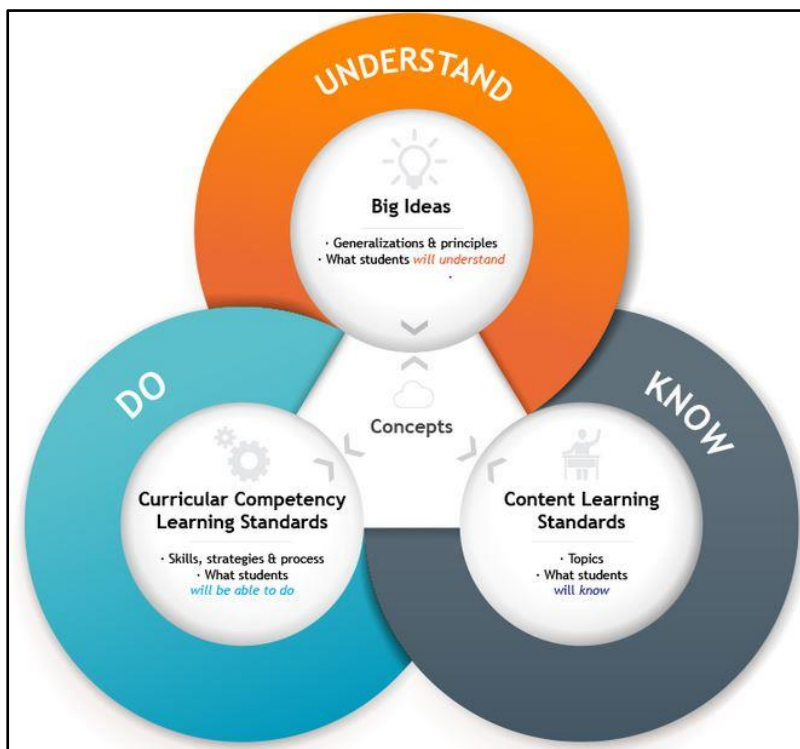 UNDERSTAND
Big Ideas
· Generalizations & principles
· What students will understand
·
DO
KNOW
Concepts
Curricular Competency
Learning Standards
· Skills, strategies & process
· What students
will be able to do
Content Learning
Standards
· Topics
· What students
will know